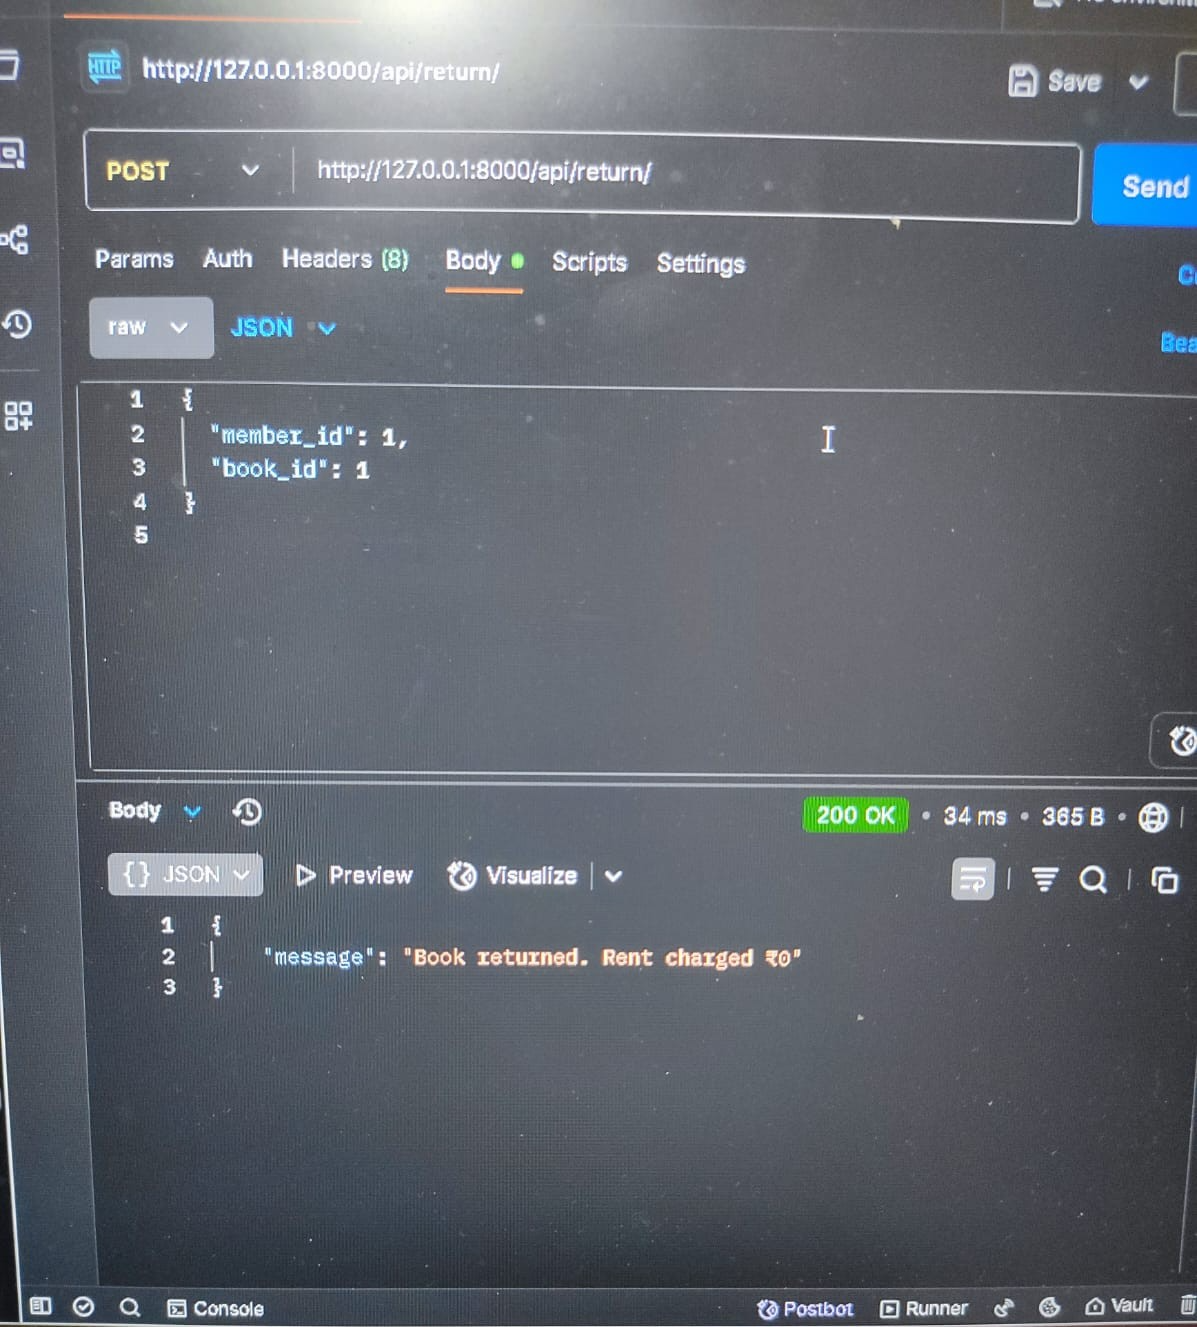 HTTP http://127.0.0.1:8000/api/return/
Save
POST http://127.0.0.1:8000/api/return/ Send
Params Auth Headers (8) Body Scripts Settings
raw JSON
1 {
2 "member_id": 1,
3 "book_id": 1
4 }
5
Body 200 OK • 34 ms • 365 B •
{} JSON Preview Visualize
1 {
2 "message": "Book returned. Rent charged ₹0"
3 }
Console Postbot Runner Vault